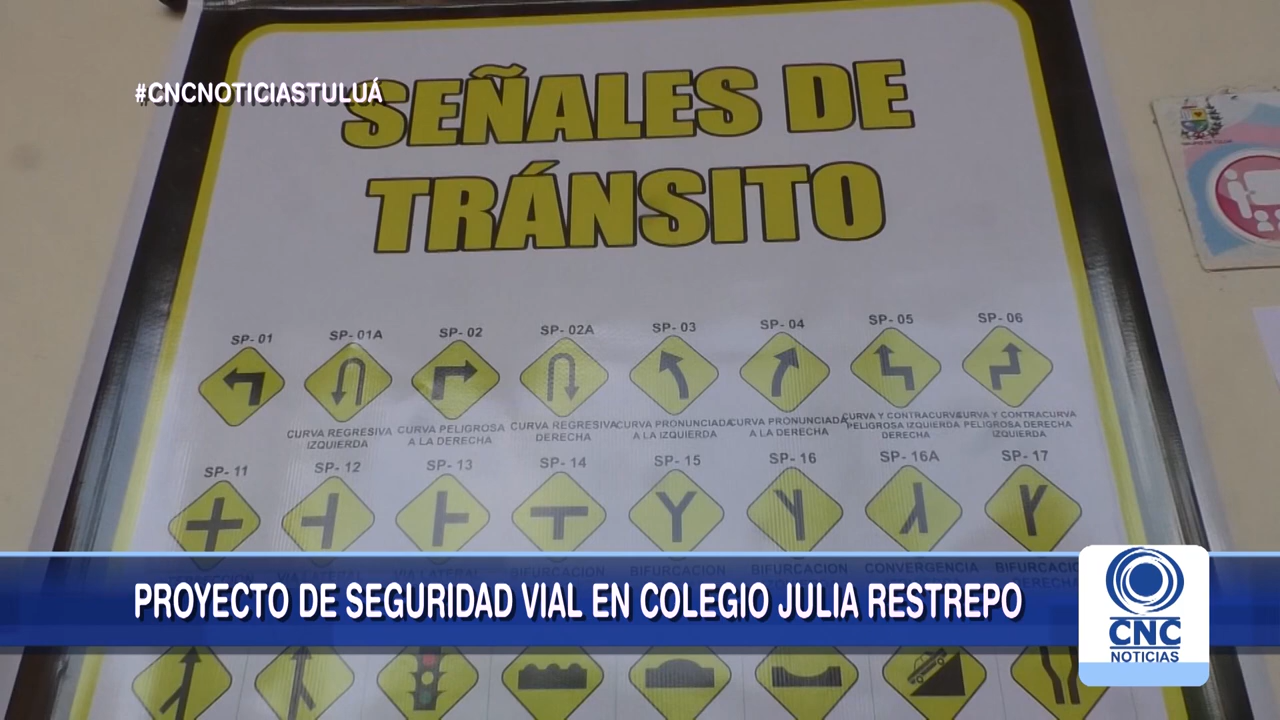 #CNCNOTICIASTULUÁ
SEÑALES DE
TRÁNSITO
SP- 01 SP- 01A SP- 02 SP- 02A SP- 03 SP- 04 SP- 05 SP- 06
CURVA REGRESIVA IZQUIERDA
CURVA PELIGROSA A LA DERECHA
CURVA REGRESIVA DERECHA
CURVA PRONUNCIADA A LA IZQUIERDA
CURVA PRONUNCIADA A LA DERECHA
CURVA Y CONTRACURVA PELIGROSA IZQUIERDA DERECHA
CURVA Y CONTRACURVA PELIGROSA DERECHA IZQUIERDA
SP- 11 SP- 12 SP- 13 SP- 14 SP- 15 SP- 16 SP- 16A SP- 17
BIFURCACION BIFURCACION BIFURCACION CONVERGENCIA
PROYECTO DE SEGURIDAD VIAL EN COLEGIO JULIA RESTREPO
CNC
NOTICIAS